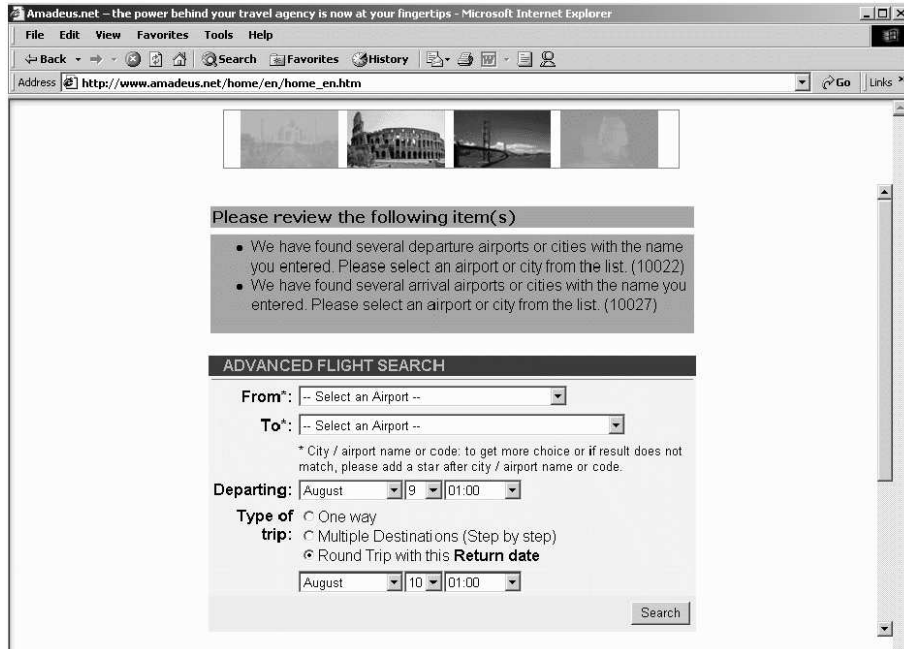 Amadeus.net – the power behind your travel agency is now at your fingertips - Microsoft Internet Explorer
File Edit View Favorites Tools Help
Back Search Favorites History
Address http://www.amadeus.net/home/en/home_en.htm Go Links »
Please review the following item(s)
• We have found several departure airports or cities with the name
you entered. Please select an airport or city from the list. (10022)
• We have found several arrival airports or cities with the name you
entered. Please select an airport or city from the list. (10027)
ADVANCED FLIGHT SEARCH
From*: -- Select an Airport --
To*: -- Select an Airport --
* City / airport name or code: to get more choice or if result does not
match, please add a star after city / airport name or code.
Departing: August 9 01:00
Type of One way
trip: Multiple Destinations (Step by step)
Round Trip with this Return date
August 10 01:00
Search